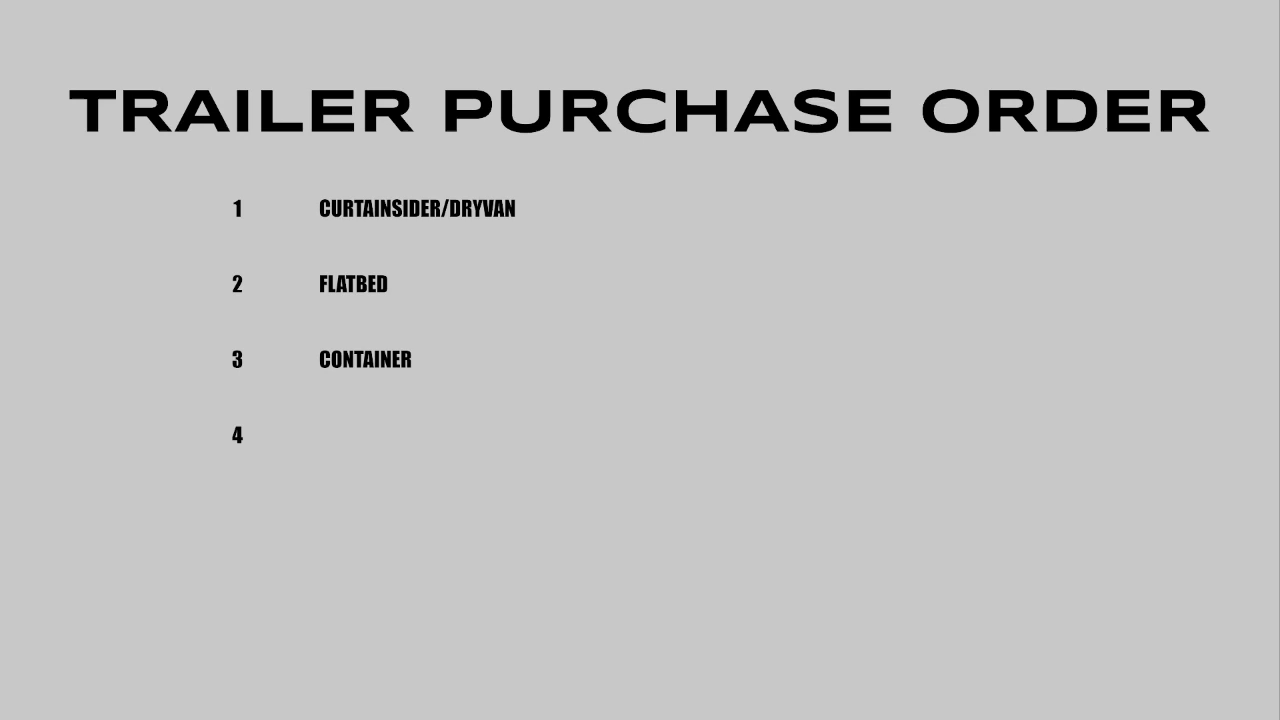 TRAILER PURCHASE ORDER
1 CURTAINSIDER/DRYVAN
2 FLATBED
3 CONTAINER
4